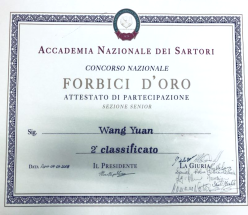 ACCADEMIA NAZIONALE DEI SARTORI
CONCORSO NAZIONALE
FORBICI D'ORO
ATTESTATO DI PARTECIPAZIONE
SEZIONE SENIOR
Sig. Wang Yuan
2° classificato
DATA
IL PRESIDENTE
LA GIURIA